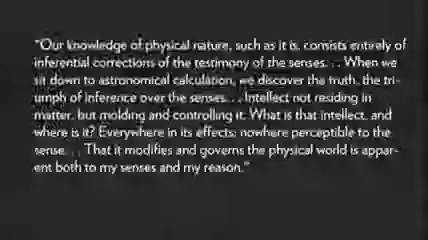 "Our knowledge of physical nature, such as it is, consists entirely of
inferential corrections of the testimony of the senses. . . When we
sit down to astronomical calculation, we discover the truth, the tri-
umph of inference over the senses. . . Intellect not residing in
matter, but molding and controlling it. What is that intellect, and
where is it? Everywhere in its effects; nowhere perceptible to the
sense. . . That it modifies and governs the physical world is appar-
ent both to my senses and my reason."